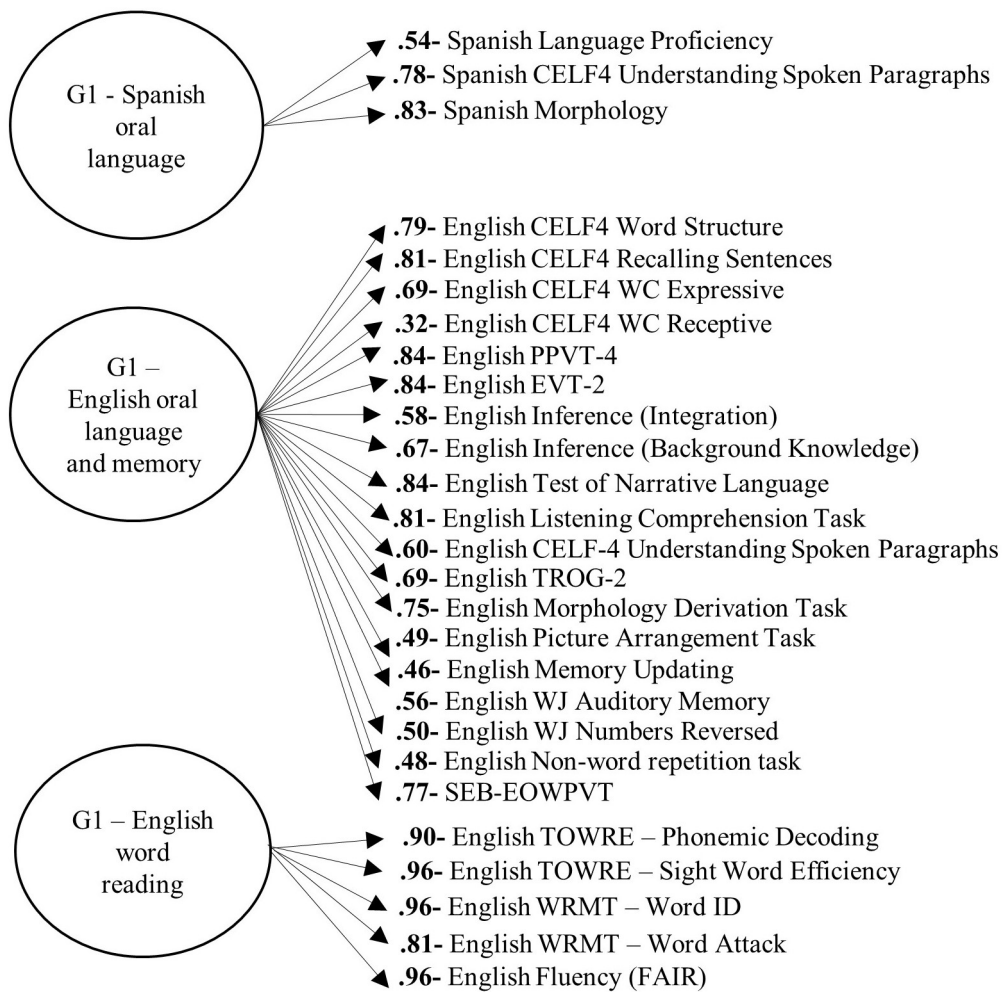 G1 - Spanish
oral
language
.54- Spanish Language Proficiency
.78- Spanish CELF4 Understanding Spoken Paragraphs
.83- Spanish Morphology
G1 –
English oral
language
and memory
.79- English CELF4 Word Structure
.81- English CELF4 Recalling Sentences
.69- English CELF4 WC Expressive
.32- English CELF4 WC Receptive
.84- English PPVT-4
.84- English EVT-2
.58- English Inference (Integration)
.67- English Inference (Background Knowledge)
.84- English Test of Narrative Language
.81- English Listening Comprehension Task
.60- English CELF-4 Understanding Spoken Paragraphs
.69- English TROG-2
.75- English Morphology Derivation Task
.49- English Picture Arrangement Task
.46- English Memory Updating
.56- English WJ Auditory Memory
.50- English WJ Numbers Reversed
.48- English Non-word repetition task
.77- SEB-EOWPVT
G1 – English
word
reading
.90- English TOWRE – Phonemic Decoding
.96- English TOWRE – Sight Word Efficiency
.96- English WRMT – Word ID
.81- English WRMT – Word Attack
.96- English Fluency (FAIR)